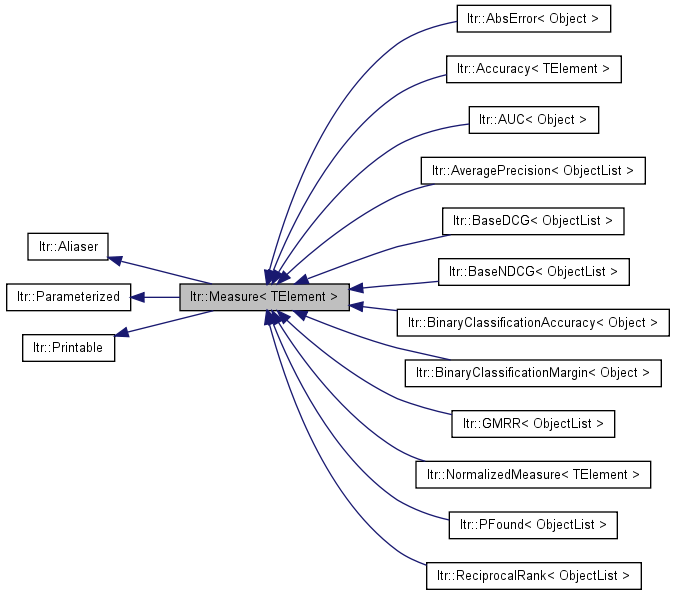 ltr::Aliaser
ltr::Parameterized
ltr::Printable
ltr::Measure< TElement >
ltr::AbsError< Object >
ltr::Accuracy< TElement >
ltr::AUC< Object >
ltr::AveragePrecision< ObjectList >
ltr::BaseDCG< ObjectList >
ltr::BaseNDCG< ObjectList >
ltr::BinaryClassificationAccuracy< Object >
ltr::BinaryClassificationMargin< Object >
ltr::GMRR< ObjectList >
ltr::NormalizedMeasure< TElement >
ltr::PFound< ObjectList >
ltr::ReciprocalRank< ObjectList >